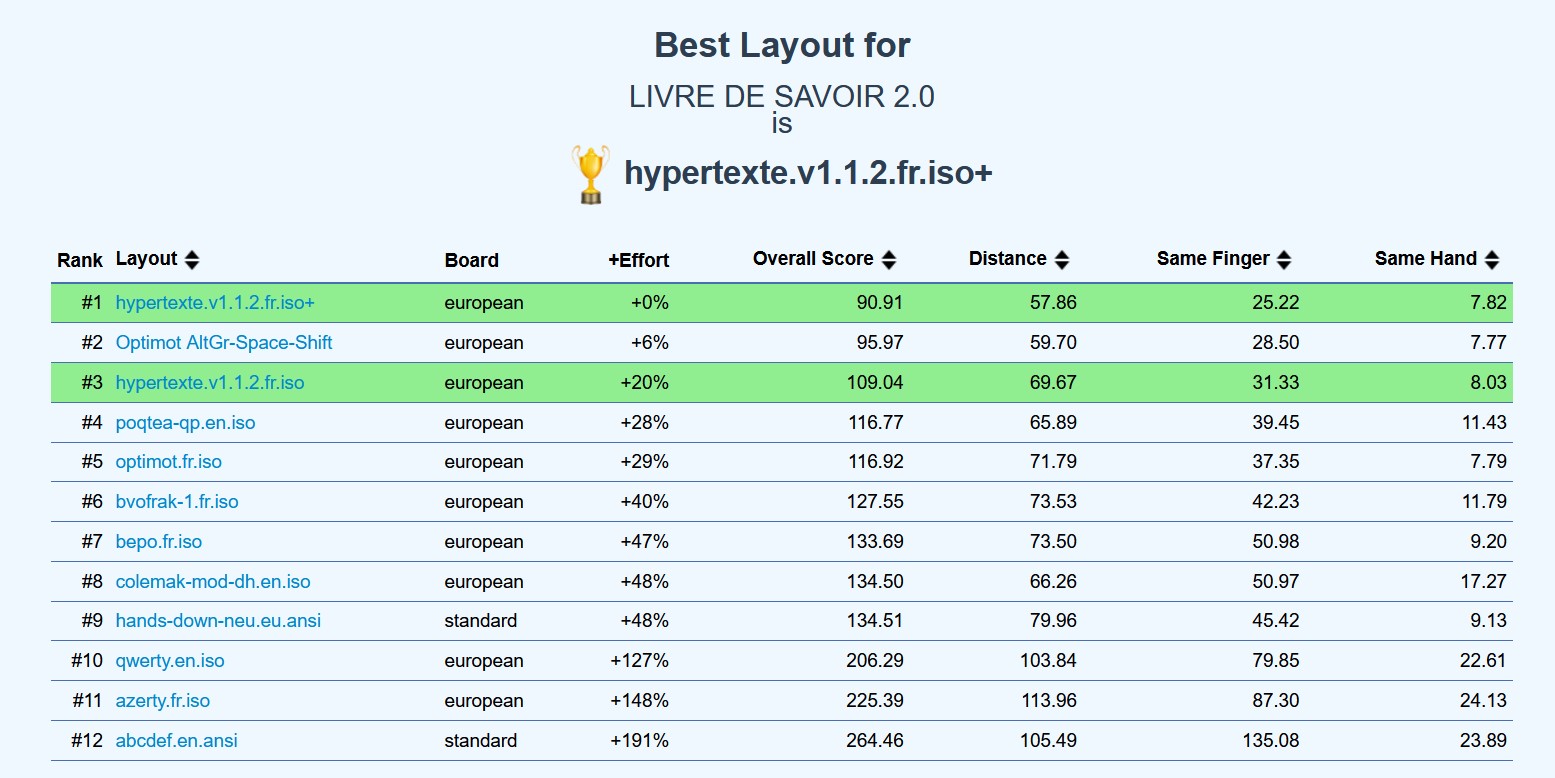 Best Layout for
LIVRE DE SAVOIR 2.0
is
hypertexte.v1.1.2.fr.iso+
Rank Layout Board +Effort Overall Score Distance Same Finger Same Hand
#1 hypertexte.v1.1.2.fr.iso+ european +0% 90.91 57.86 25.22 7.82
#2 Optimot AltGr-Space-Shift european +6% 95.97 59.70 28.50 7.77
#3 hypertexte.v1.1.2.fr.iso european +20% 109.04 69.67 31.33 8.03
#4 poqtea-qp.en.iso european +28% 116.77 65.89 39.45 11.43
#5 optimot.fr.iso european +29% 116.92 71.79 37.35 7.79
#6 bvofrak-1.fr.iso european +40% 127.55 73.53 42.23 11.79
#7 bepo.fr.iso european +47% 133.69 73.50 50.98 9.20
#8 colemak-mod-dh.en.iso european +48% 134.50 66.26 50.97 17.27
#9 hands-down-neu.eu.ansi standard +48% 134.51 79.96 45.42 9.13
#10 qwerty.en.iso european +127% 206.29 103.84 79.85 22.61
#11 azerty.fr.iso european +148% 225.39 113.96 87.30 24.13
#12 abcdef.en.ansi standard +191% 264.46 105.49 135.08 23.89